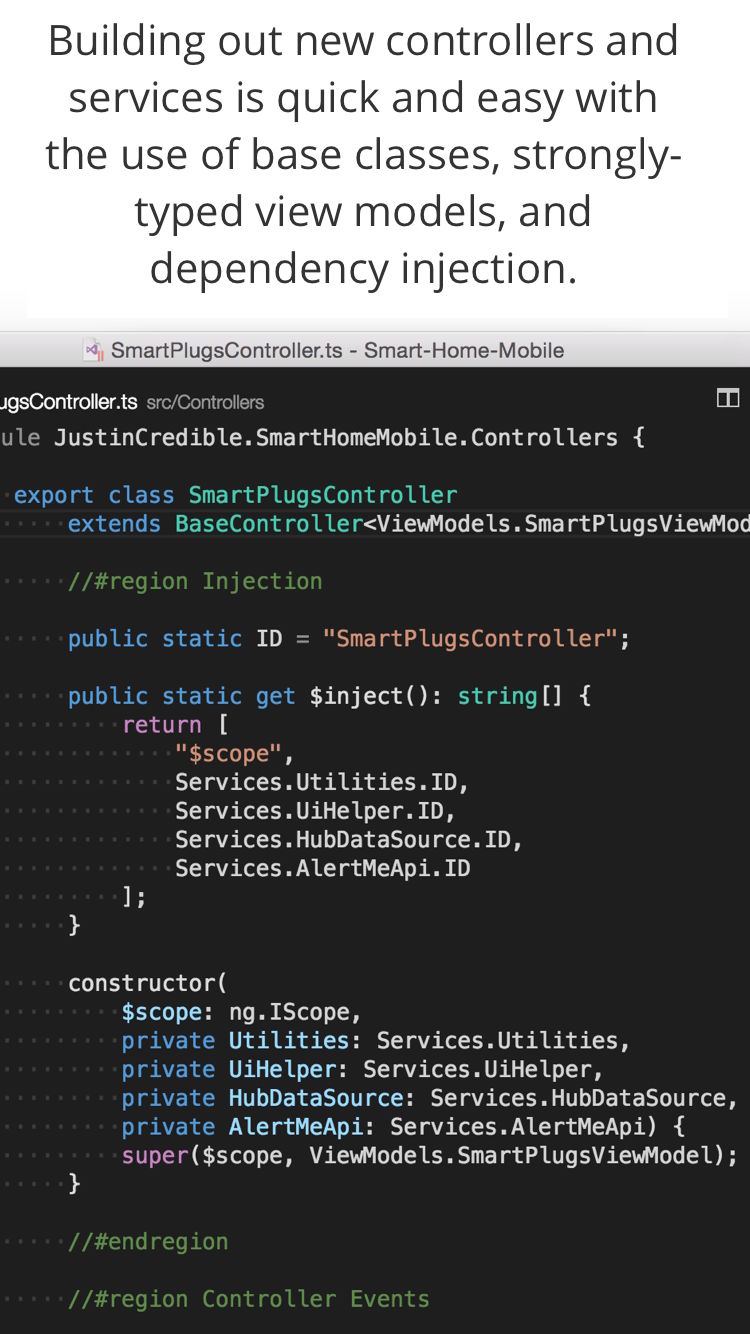 Building out new controllers and
services is quick and easy with
the use of base classes, strongly-
typed view models, and
dependency injection.
SmartPlugsController.ts - Smart-Home-Mobile
ugsController.ts src/Controllers
ule JustinCredible.SmartHomeMobile.Controllers {
export class SmartPlugsController
extends BaseController<ViewModels.SmartPlugsViewMod
//#region Injection
public static ID = "SmartPlugsController";
public static get $inject(): string[] {
return [
"$scope",
Services.Utilities.ID,
Services.UiHelper.ID,
Services.HubDataSource.ID,
Services.AlertMeApi.ID
];
}
constructor(
$scope: ng.IScope,
private Utilities: Services.Utilities,
private UiHelper: Services.UiHelper,
private HubDataSource: Services.HubDataSource,
private AlertMeApi: Services.AlertMeApi) {
super($scope, ViewModels.SmartPlugsViewModel);
}
//#endregion
//#region Controller Events